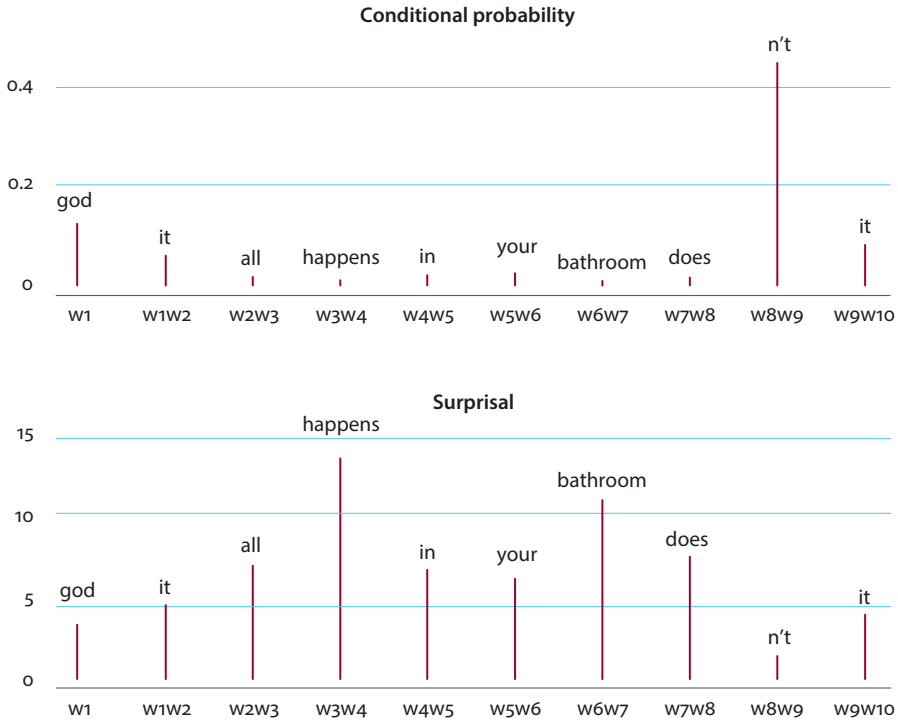 Conditional probability
n't
0.4
0.2
god
it
it
all
happens
in
your
bathroom
does
0
w1 w1w2 w2w3 w3w4 w4w5 w5w6 w6w7 w7w8 w8w9 w9w10
Surprisal
happens
15
bathroom
10
all
in
your
does
god
it
it
5
n't
0
w1 w1w2 w2w3 w3w4 w4w5 w5w6 w6w7 w7w8 w8w9 w9w10